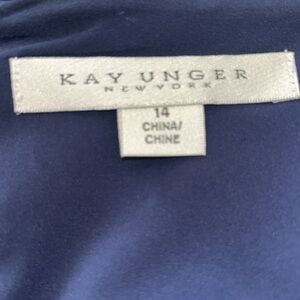 KAY UNGER
NEW YORK
14
CHINA/
CHINE